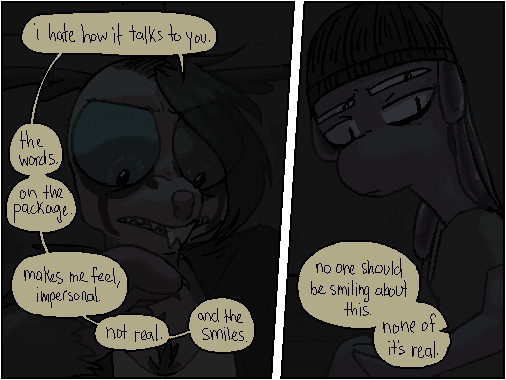 i hate how it talks to you.
the
words.
on the
package.
makes me feel,
impersonal.
not real.
and the
smiles.
no one should
be smiling about
this.
none of
it's real.